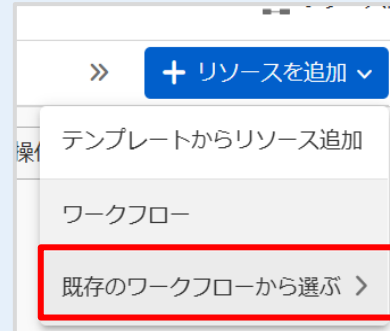 リソースを追加
テンプレートからリソース追加
操
ワークフロー
既存のワークフローから選ぶ